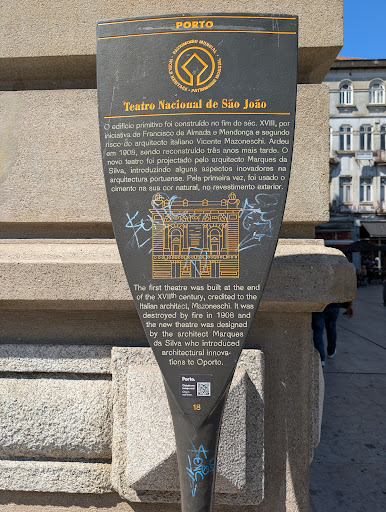 PORTO
Teatro Nacional de São João
O edifício primitivo foi construído no fim do séc. XVIII, por
iniciativa de Francisco de Almada e Mendonça e segundo
risco do arquitecto italiano Vicente Mazoneschi. Ardeu
em 1908, sendo reconstruído três anos mais tarde. O
novo teatro foi projectado pelo arquitecto Marques da
Silva, introduzindo alguns aspectos inovadores na
arquitectura portuense. Pela primeira vez, foi usado o
cimento na sua cor natural, no revestimento exterior.
The first theatre was built at the end
of the XVIIIth century, credited to the
Italian architect, Mazoneschi. It was
destroyed by fire in 1908 and
the new theatre was designed
by the architect Marques
da Silva who introduced
architectural innova-
tions to Oporto.
Porto.
18